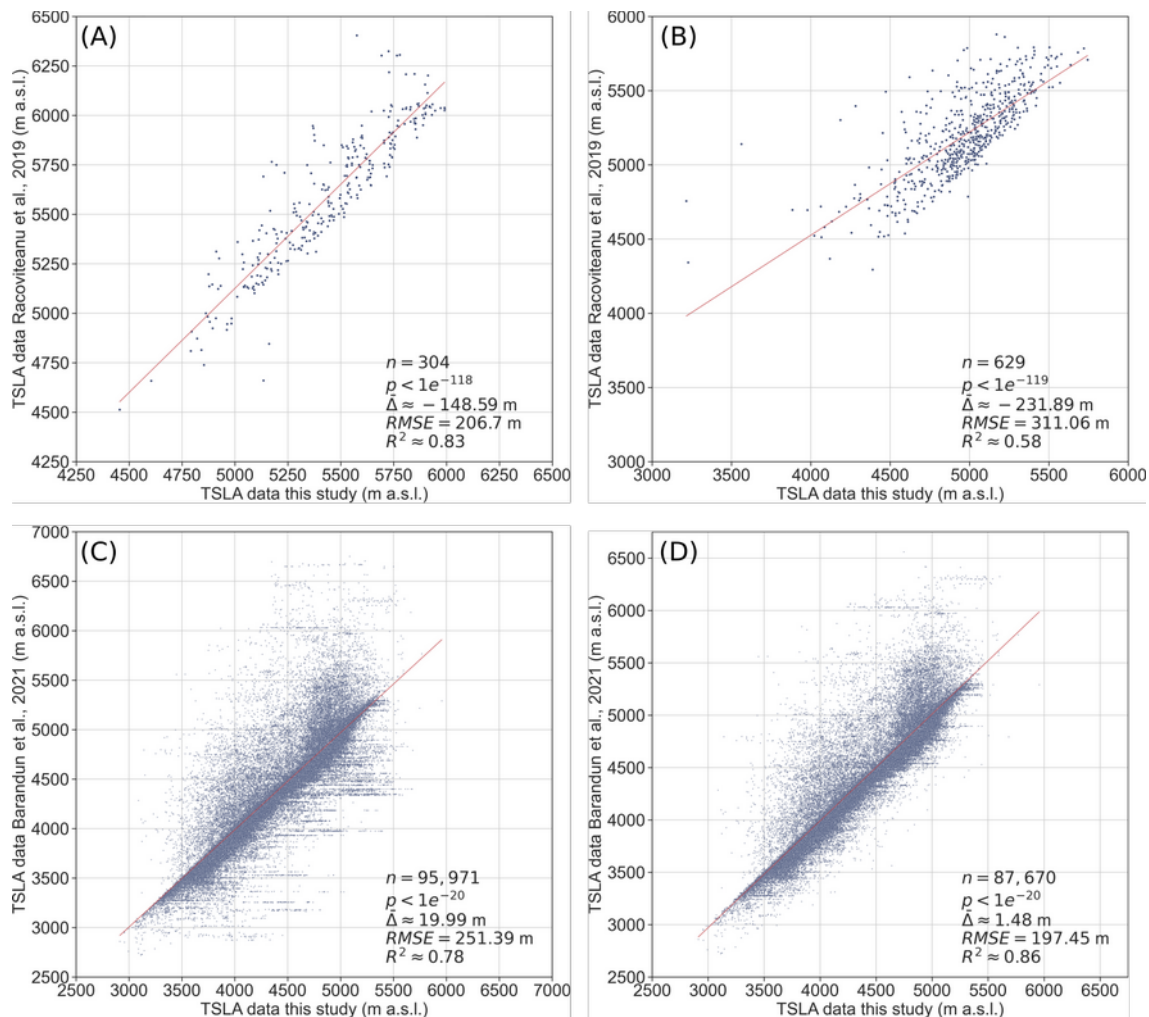 (A)
6500
6250
6000
5750
5500
5250
5000
4750
4500
4250
TSLA data Racoviteanu et al., 2019 (m a.s.l.)
n = 304
p < 1e⁻¹¹⁸
Δ̄ ≈ −148.59 m
RMSE = 206.7 m
R² ≈ 0.83
4250 4500 4750 5000 5250 5500 5750 6000 6250 6500
TSLA data this study (m a.s.l.)
(B)
6000
5500
5000
4500
4000
3500
3000
TSLA data Racoviteanu et al., 2019 (m a.s.l.)
n = 629
p < 1e⁻¹¹⁹
Δ̄ ≈ −231.89 m
RMSE = 311.06 m
R² ≈ 0.58
3000 3500 4000 4500 5000 5500 6000
TSLA data this study (m a.s.l.)
(C)
7000
6500
6000
5500
5000
4500
4000
3500
3000
2500
TSLA data Barandun et al., 2021 (m a.s.l.)
n = 95,971
p < 1e⁻²⁰
Δ̄ ≈ 19.99 m
RMSE = 251.39 m
R² ≈ 0.78
2500 3000 3500 4000 4500 5000 5500 6000 6500 7000
TSLA data this study (m a.s.l.)
(D)
6500
6000
5500
5000
4500
4000
3500
3000
2500
TSLA data Barandun et al., 2021 (m a.s.l.)
n = 87,670
p < 1e⁻²⁰
Δ̄ ≈ 1.48 m
RMSE = 197.45 m
R² ≈ 0.86
2500 3000 3500 4000 4500 5000 5500 6000 6500
TSLA data this study (m a.s.l.)